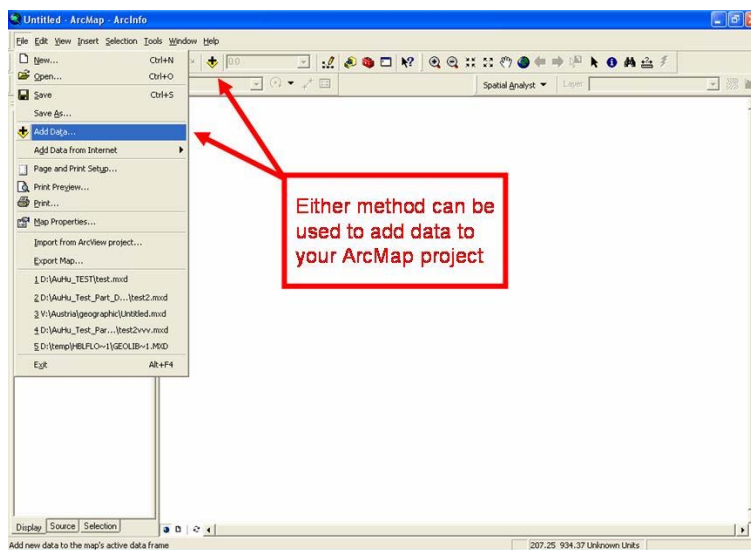 Untitled - ArcMap - ArcInfo
File Edit View Insert Selection Tools Window Help
New... Ctrl+N
Open... Ctrl+O
Save Ctrl+S
Save As...
Add Data...
Add Data from Internet
Page and Print Setup...
Print Preview...
Print...
Map Properties...
Import from ArcView project...
Export Map...
1 D:\AuHu_TEST\test.mxd
2 D:\AuHu_Test_Part_D...\test2.mxd
3 V:\Austria\geographic\Untitled.mxd
4 D:\AuHu_Test_Par...\test2vvv.mxd
5 D:\temp\HBLFLO~1\GEOLIB~1.MXD
Exit Alt+F4
0.0
Spatial Analyst Layer
Either method can be
used to add data to
your ArcMap project
Display Source Selection
Add new data to the map's active data frame
207.25 934.37 Unknown Units